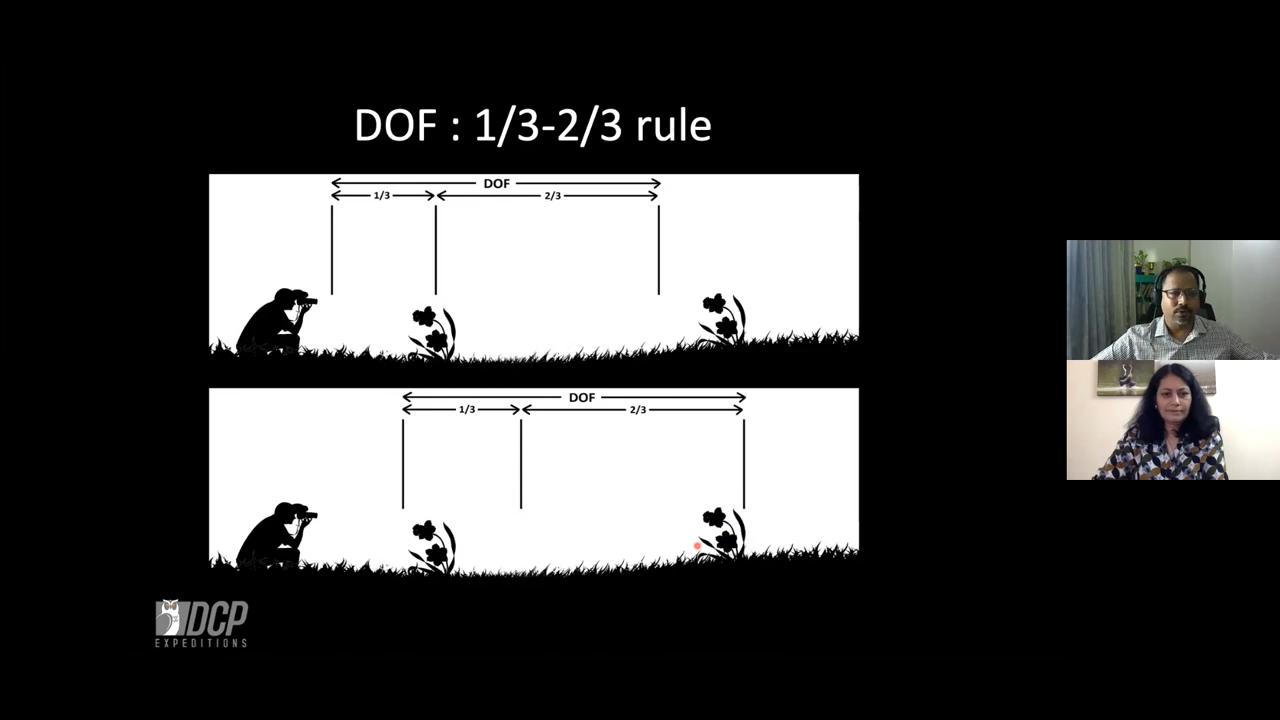 DOF : 1/3-2/3 rule
DOF
1/3 2/3
DOF
1/3 2/3
DCP
EXPEDITIONS